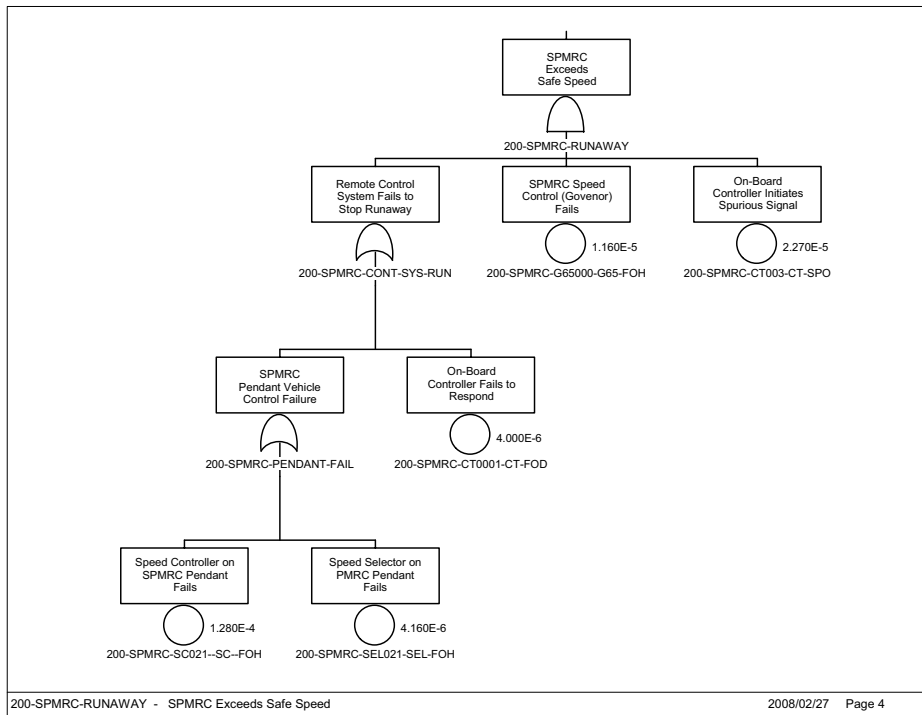 SPMRC
Exceeds
Safe Speed
200-SPMRC-RUNAWAY
Remote Control
System Fails to
Stop Runaway
200-SPMRC-CONT-SYS-RUN
SPMRC Speed
Control (Govenor)
Fails
1.160E-5
200-SPMRC-G65000-G65-FOH
On-Board
Controller Initiates
Spurious Signal
2.270E-5
200-SPMRC-CT003-CT-SPO
SPMRC
Pendant Vehicle
Control Failure
200-SPMRC-PENDANT-FAIL
On-Board
Controller Fails to
Respond
4.000E-6
200-SPMRC-CT0001-CT-FOD
Speed Controller on
SPMRC Pendant
Fails
1.280E-4
200-SPMRC-SC021--SC--FOH
Speed Selector on
PMRC Pendant
Fails
4.160E-6
200-SPMRC-SEL021-SEL-FOH
200-SPMRC-RUNAWAY - SPMRC Exceeds Safe Speed
2008/02/27 Page 4